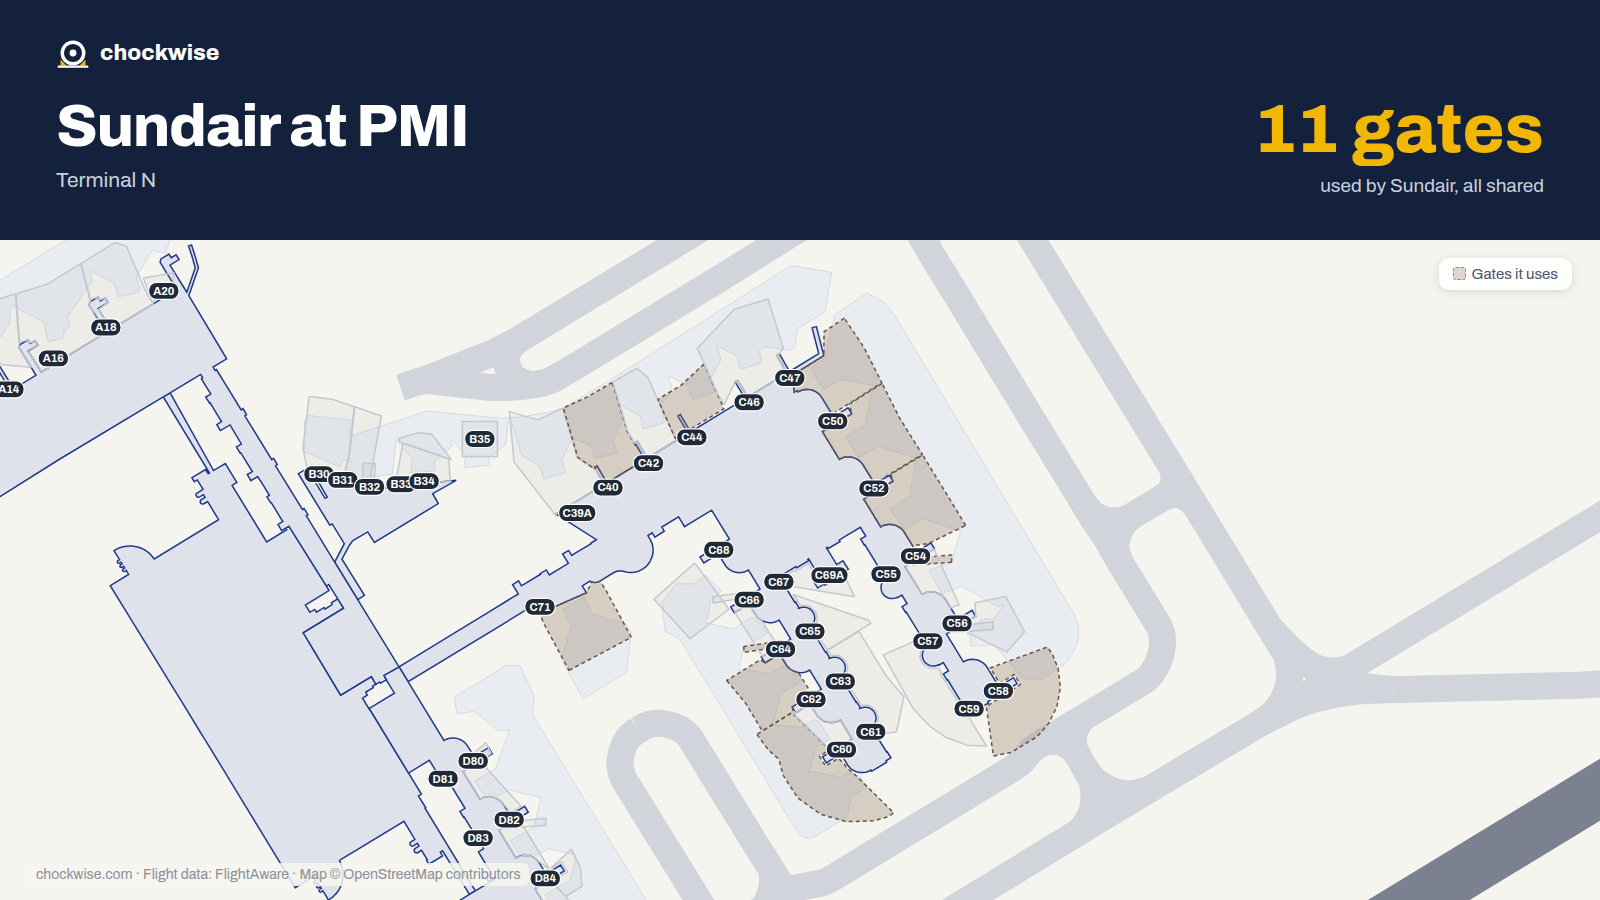 chockwise
Sundair at PMI
Terminal N
11 gates
used by Sundair, all shared
Gates it uses
A20
A18
A16
A14
B30
B31
B32
B33
B34
B35
C39A
C40
C42
C44
C46
C47
C50
C52
C54
C55
C56
C57
C58
C59
C60
C61
C62
C63
C64
C65
C66
C67
C68
C69A
C71
D80
D81
D82
D83
D84
chockwise.com · Flight data: FlightAware · Map © OpenStreetMap contributors